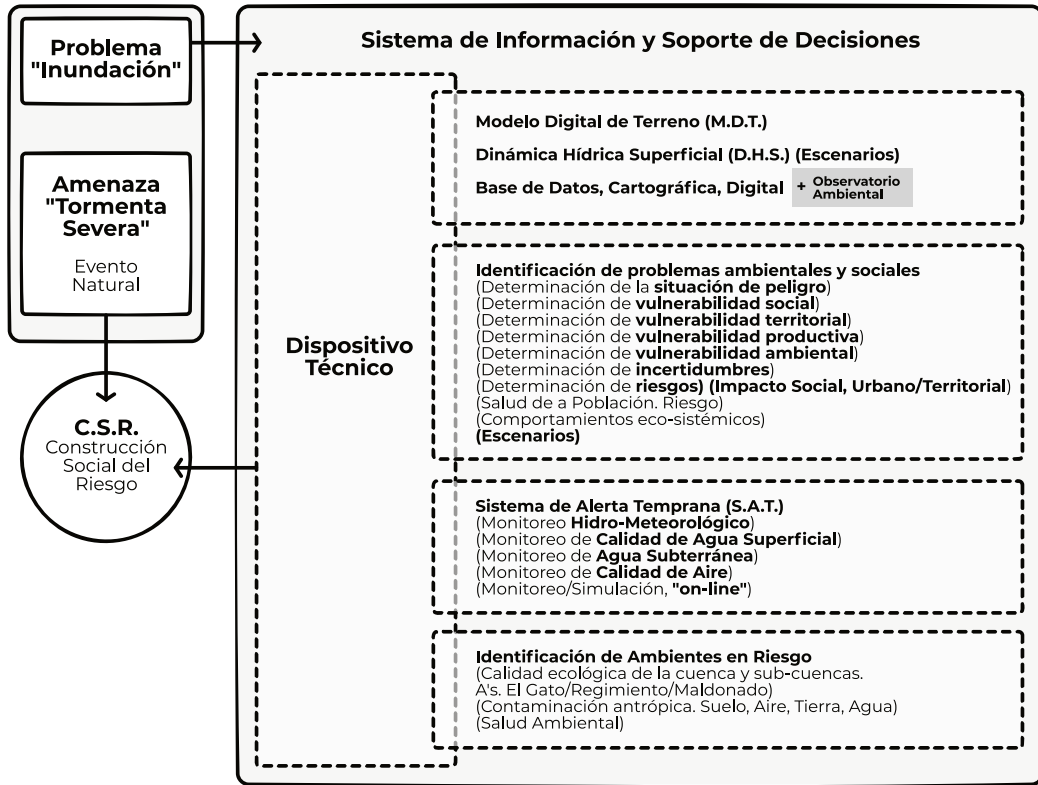 Problema
"Inundación"
Amenaza
"Tormenta
Severa"
Evento
Natural
C.S.R.
Construcción
Social del
Riesgo
Sistema de Información y Soporte de Decisiones
Dispositivo
Técnico
Modelo Digital de Terreno (M.D.T.)
Dinámica Hídrica Superficial (D.H.S.) (Escenarios)
Base de Datos, Cartográfica, Digital + Observatorio
Ambiental
Identificación de problemas ambientales y sociales
(Determinación de la situación de peligro)
(Determinación de vulnerabilidad social)
(Determinación de vulnerabilidad territorial)
(Determinación de vulnerabilidad productiva)
(Determinación de vulnerabilidad ambiental)
(Determinación de incertidumbres)
(Determinación de riesgos) (Impacto Social, Urbano/Territorial)
(Salud de a Población. Riesgo)
(Comportamientos eco-sistémicos)
(Escenarios)
Sistema de Alerta Temprana (S.A.T.)
(Monitoreo Hidro-Meteorológico)
(Monitoreo de Calidad de Agua Superficial)
(Monitoreo de Agua Subterránea)
(Monitoreo de Calidad de Aire)
(Monitoreo/Simulación, "on-line")
Identificación de Ambientes en Riesgo
(Calidad ecológica de la cuenca y sub-cuencas.
A's. El Gato/Regimiento/Maldonado)
(Contaminación antrópica. Suelo, Aire, Tierra, Agua)
(Salud Ambiental)